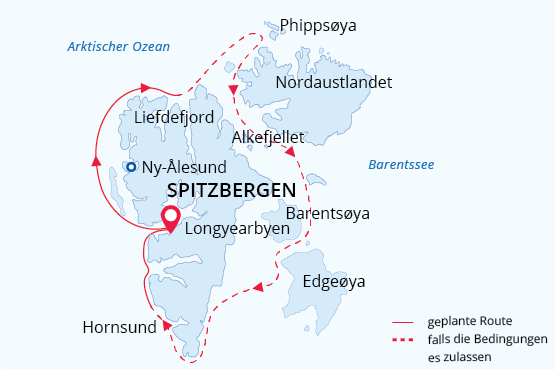 Phippsøya
Arktischer Ozean
Nordaustlandet
Liefdefjord
Alkefjellet
Ny-Ålesund
Barentssee
SPITZBERGEN
Barentsøya
Longyearbyen
Edgeøya
Hornsund
geplante Route
falls die Bedingungen
es zulassen